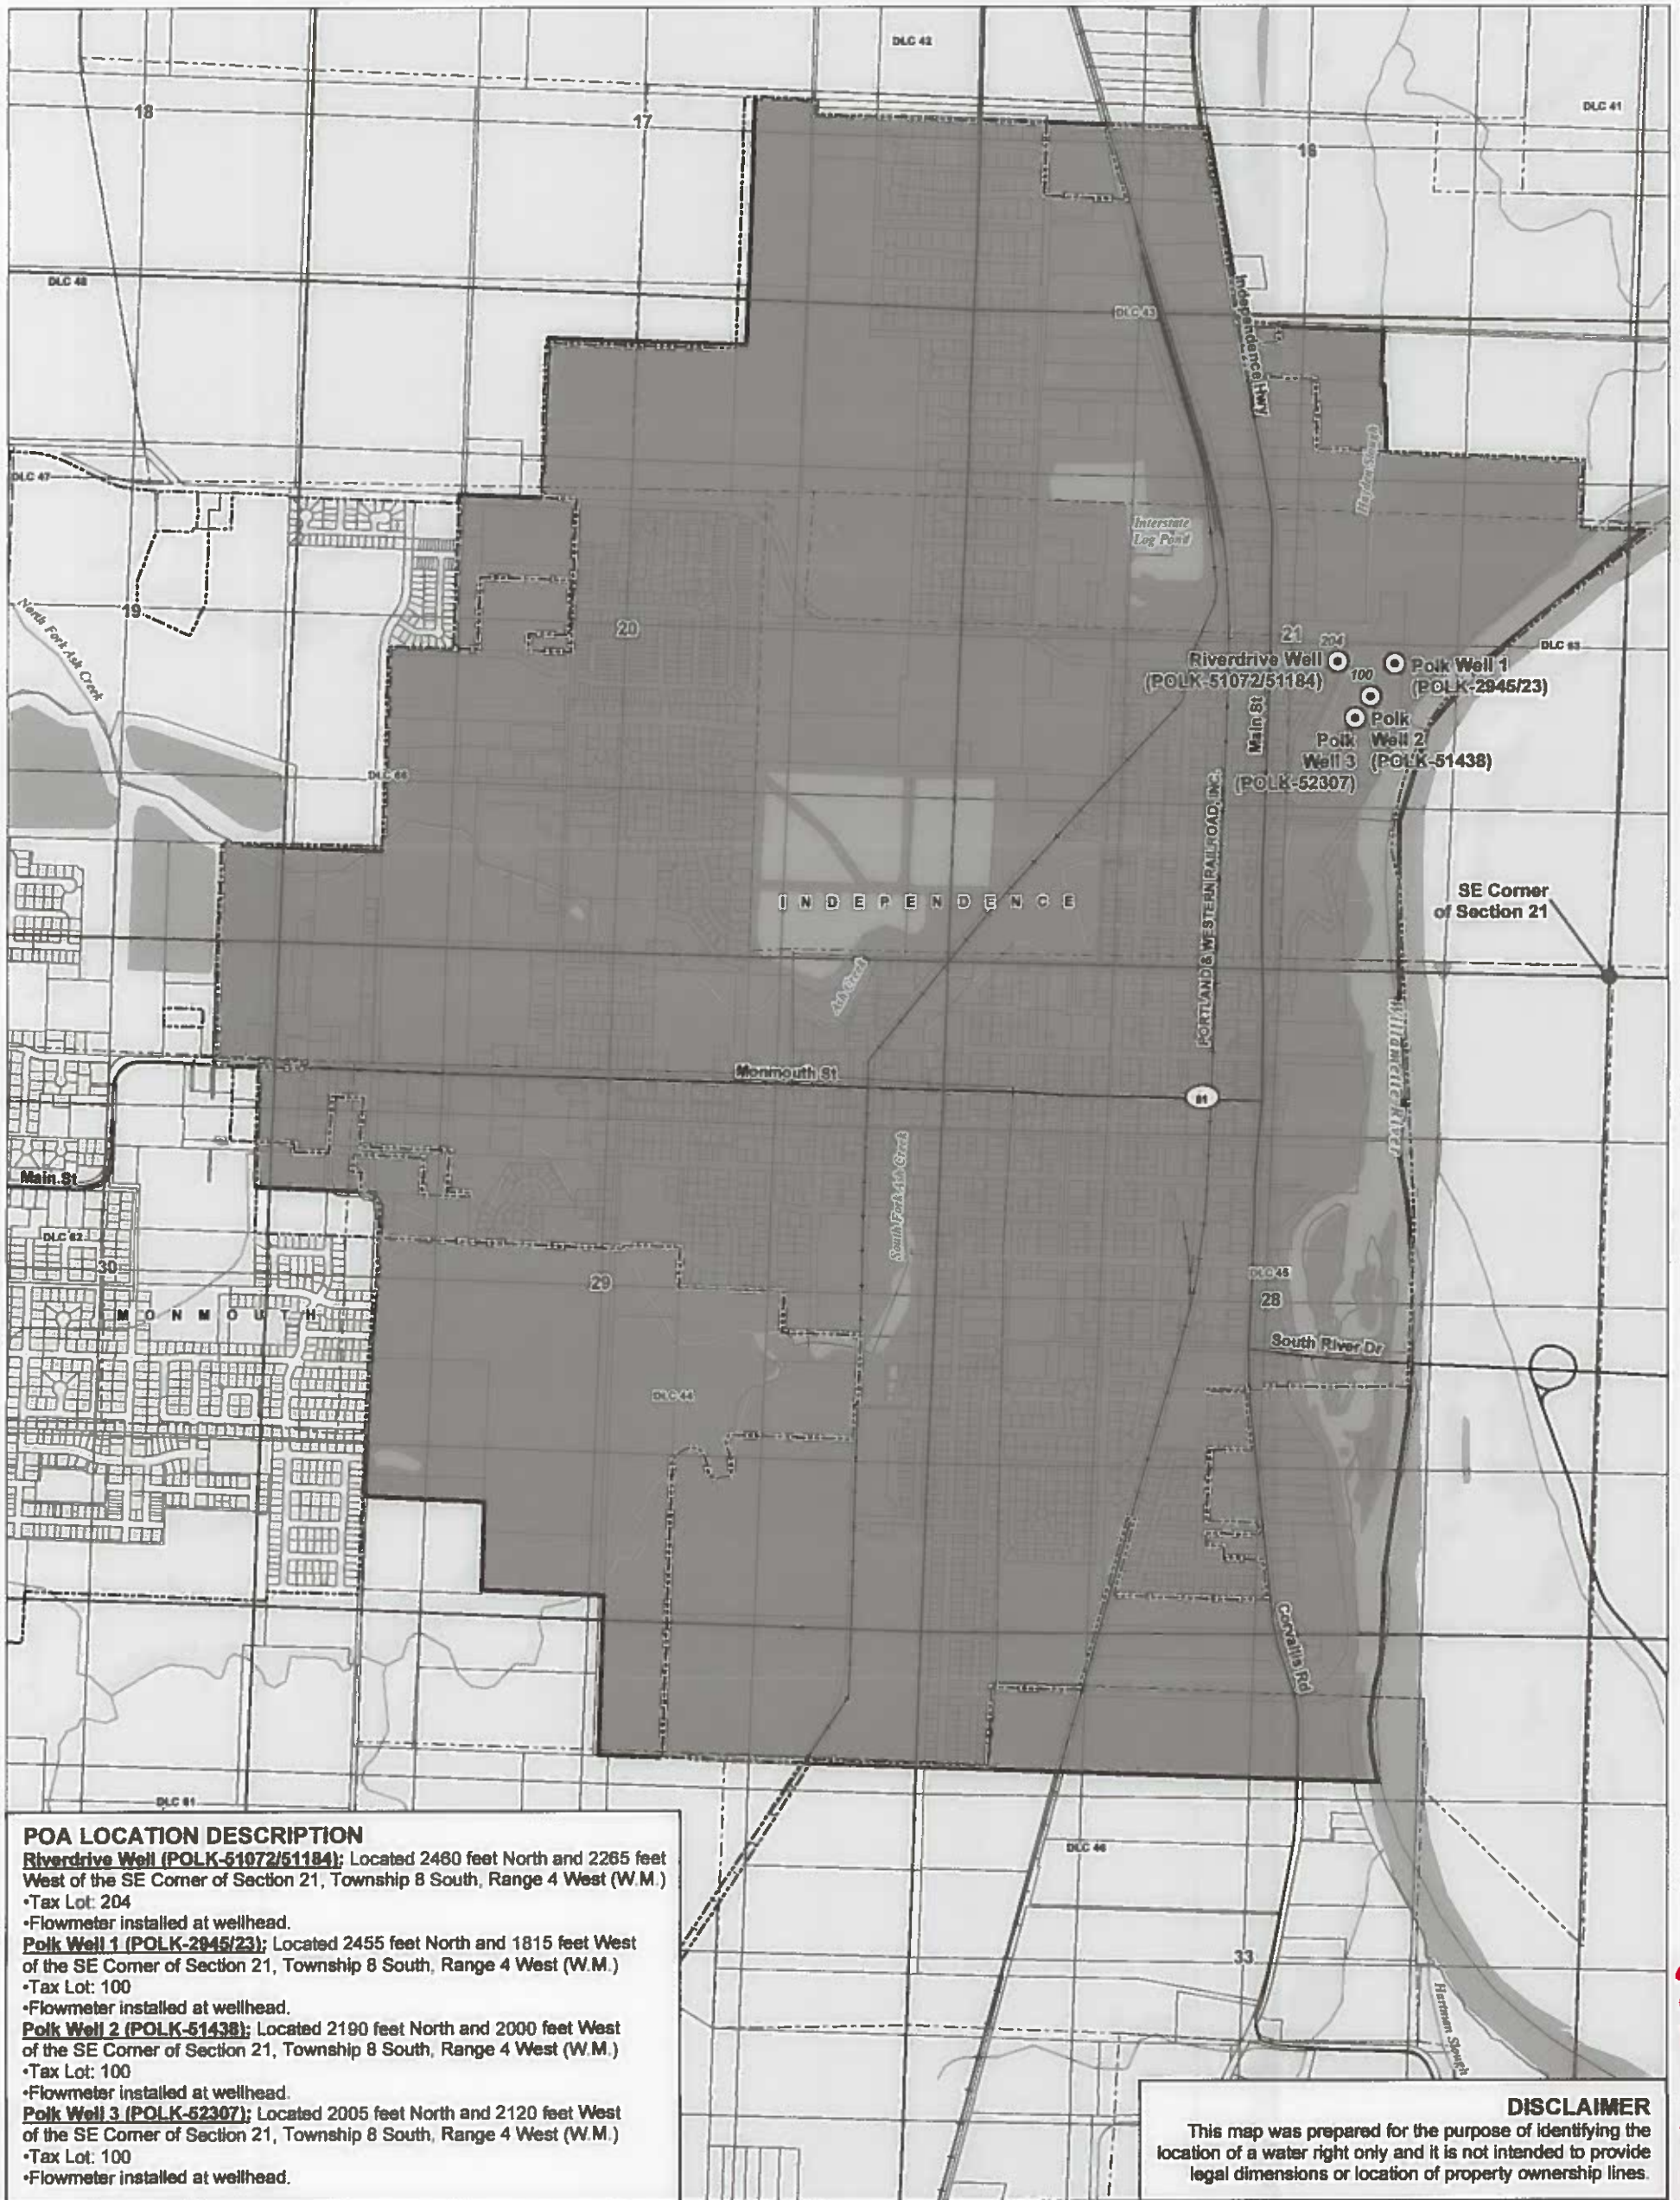 DLC 42
DLC 41
18
17
16
DLC 48
DLC 43
Independence Hwy
Hayden Slough
DLC 47
Interstate
Log Pond
North Fork Ash Creek
19
20
21
204
DLC 63
Riverdrive Well
(POLK-51072/51184)
100
Polk Well 1
(POLK-2945/23)
Main St
Polk
Well 2
(POLK-51438)
Polk
Well 3
(POLK-52307)
DLC 66
PORTLAND & WESTERN RAILROAD, INC.
INDEPENDENCE
SE Corner
of Section 21
Ash Creek
Willamette River
Monmouth St
51
South Fork Ash Creek
Main St
DLC 62
30
29
DLC 45
28
MONMOUTH
South River Dr
DLC 44
Corvallis Rd
DLC 61
DLC 46
33
Hartman Slough
POA LOCATION DESCRIPTION
Riverdrive Well (POLK-51072/51184): Located 2460 feet North and 2265 feet
West of the SE Corner of Section 21, Township 8 South, Range 4 West (W.M.)
•Tax Lot: 204
•Flowmeter installed at wellhead.
Polk Well 1 (POLK-2945/23): Located 2455 feet North and 1815 feet West
of the SE Corner of Section 21, Township 8 South, Range 4 West (W.M.)
•Tax Lot: 100
•Flowmeter installed at wellhead.
Polk Well 2 (POLK-51438): Located 2190 feet North and 2000 feet West
of the SE Corner of Section 21, Township 8 South, Range 4 West (W.M.)
•Tax Lot: 100
•Flowmeter installed at wellhead.
Polk Well 3 (POLK-52307): Located 2005 feet North and 2120 feet West
of the SE Corner of Section 21, Township 8 South, Range 4 West (W.M.)
•Tax Lot: 100
•Flowmeter installed at wellhead.
DISCLAIMER
This map was prepared for the purpose of identifying the
location of a water right only and it is not intended to provide
legal dimensions or location of property ownership lines.